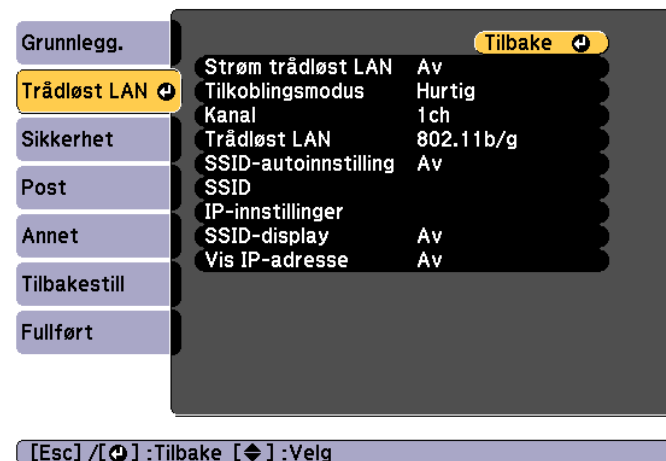 Grunnlegg.
Trådløst LAN
Sikkerhet
Post
Annet
Tilbakestill
Fullført
Tilbake
Strøm trådløst LAN Av
Tilkoblingsmodus Hurtig
Kanal 1ch
Trådløst LAN 802.11b/g
SSID-autoinnstilling Av
SSID
IP-innstillinger
SSID-display Av
Vis IP-adresse Av
[Esc] /[⏎] :Tilbake [◆] :Velg